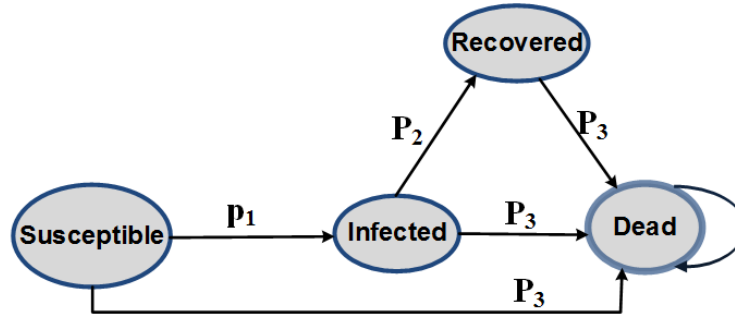 Recovered
P₂
P₃
Susceptible
p₁
Infected
P₃
Dead
P₃